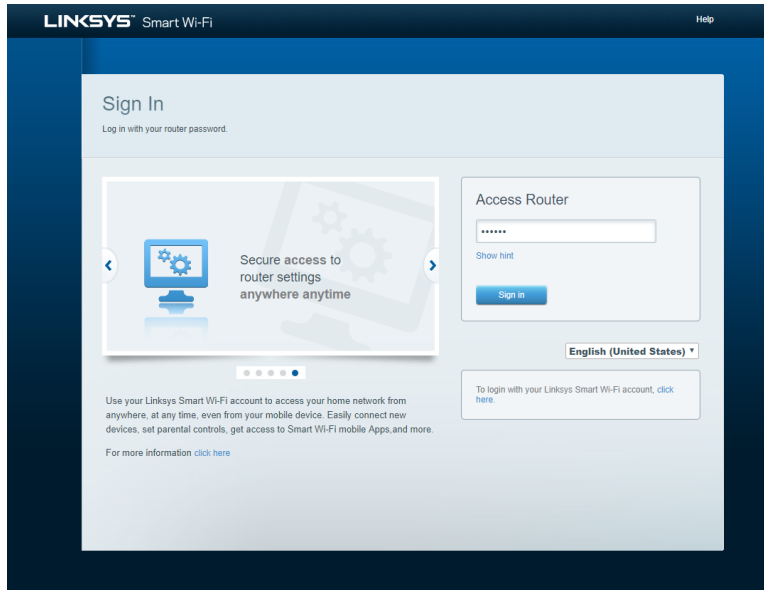 LINKSYS™ Smart Wi-Fi
Help
Sign In
Log in with your router password.
Secure access to
router settings
anywhere anytime
Use your Linksys Smart Wi-Fi account to access your home network from
anywhere, at any time, even from your mobile device. Easily connect new
devices, set parental controls, get access to Smart Wi-Fi mobile Apps,and more.
For more information click here
Access Router
••••••
Show hint
Sign in
English (United States)
To login with your Linksys Smart Wi-Fi account, click
here.